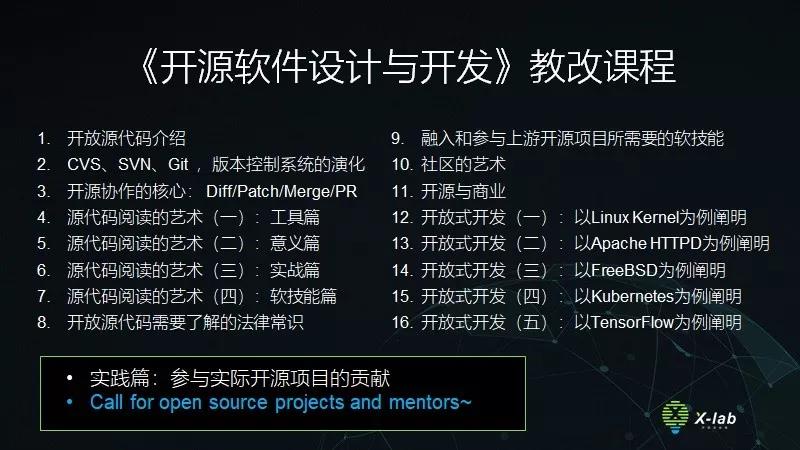 《开源软件设计与开发》教改课程
1. 开放源代码介绍
2. CVS、SVN、Git ，版本控制系统的演化
3. 开源协作的核心：Diff/Patch/Merge/PR
4. 源代码阅读的艺术（一）：工具篇
5. 源代码阅读的艺术（二）：意义篇
6. 源代码阅读的艺术（三）：实战篇
7. 源代码阅读的艺术（四）：软技能篇
8. 开放源代码需要了解的法律常识
9. 融入和参与上游开源项目所需要的软技能
10. 社区的艺术
11. 开源与商业
12. 开放式开发（一）：以Linux Kernel为例阐明
13. 开放式开发（二）：以Apache HTTPD为例阐明
14. 开放式开发（三）：以FreeBSD为例阐明
15. 开放式开发（四）：以Kubernetes为例阐明
16. 开放式开发（五）：以TensorFlow为例阐明
• 实践篇：参与实际开源项目的贡献
• Call for open source projects and mentors~
X-lab